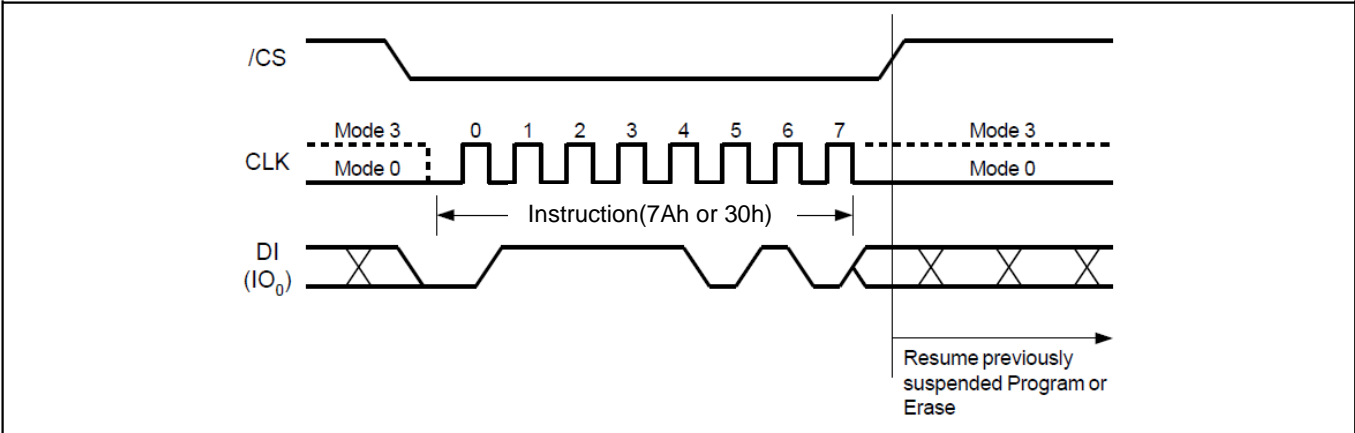 /CS
Mode 3 0 1 2 3 4 5 6 7 Mode 3
CLK
Mode 0 Mode 0
Instruction(7Ah or 30h)
DI
(IO₀)
Resume previously
suspended Program or
Erase